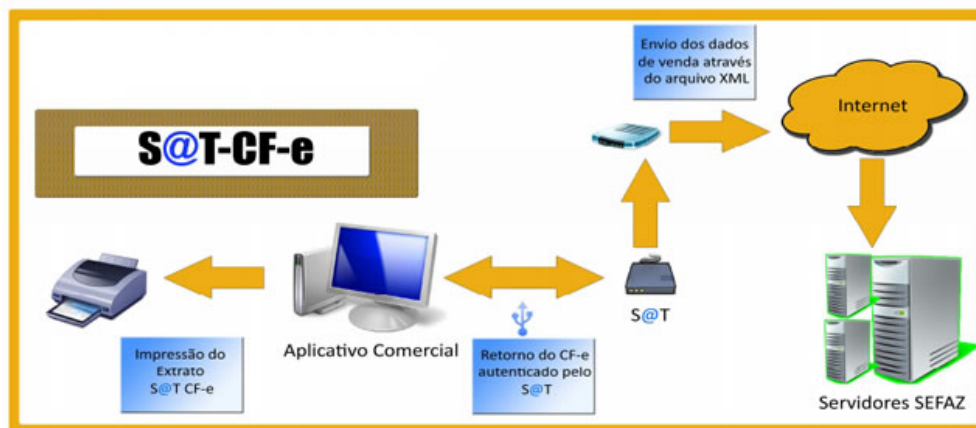 Envio dos dados
de venda através
do arquivo XML
Internet
S@T-CF-e
S@T
Aplicativo Comercial
Impressão do
Extrato
S@T CF-e
Retorno do CF-e
autenticado pelo
S@T
Servidores SEFAZ